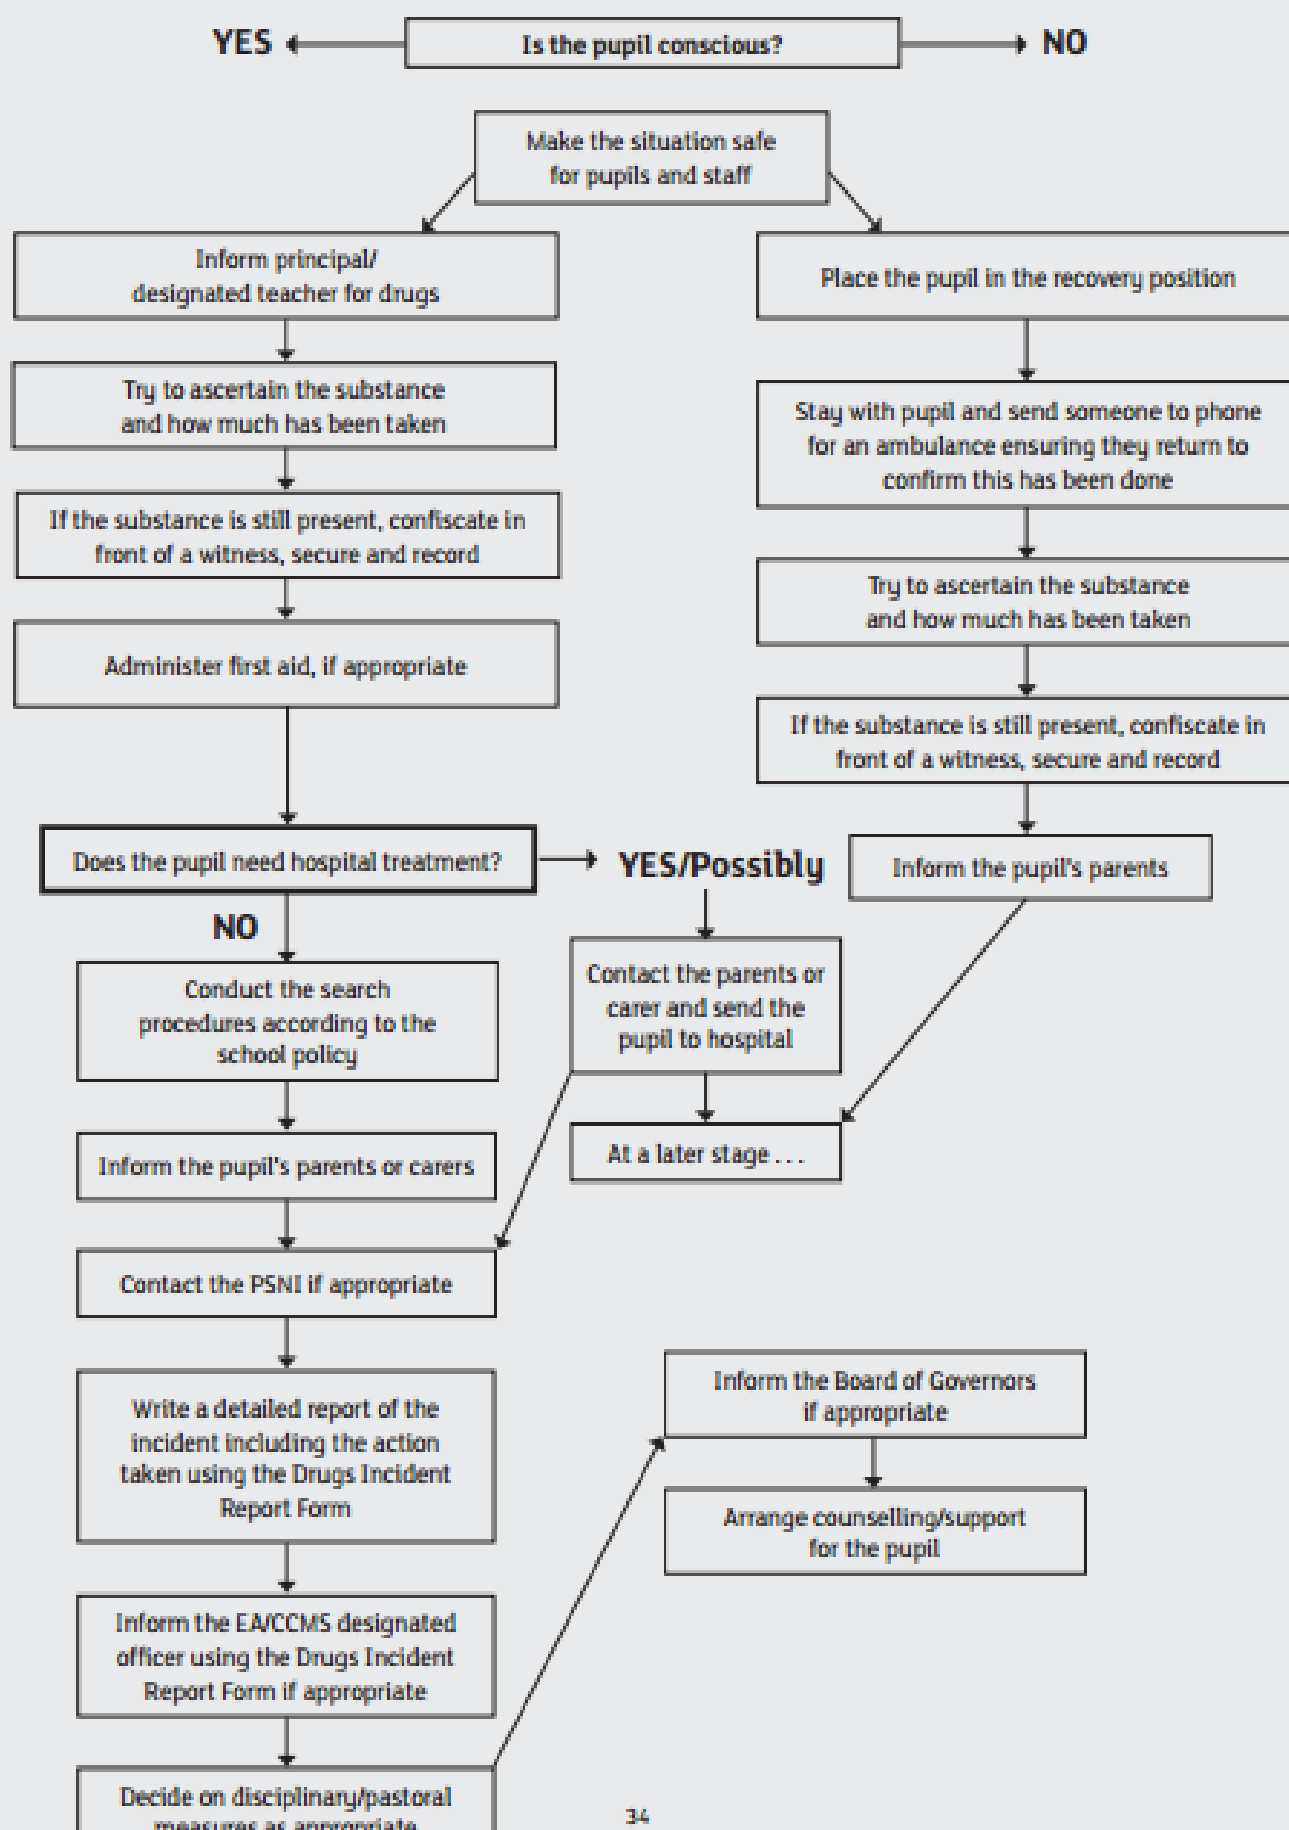 YES
Is the pupil conscious?
NO
Make the situation safe
for pupils and staff
Inform principal/
designated teacher for drugs
Try to ascertain the substance
and how much has been taken
If the substance is still present, confiscate in
front of a witness, secure and record
Administer first aid, if appropriate
Place the pupil in the recovery position
Stay with pupil and send someone to phone
for an ambulance ensuring they return to
confirm this has been done
Try to ascertain the substance
and how much has been taken
If the substance is still present, confiscate in
front of a witness, secure and record
Inform the pupil's parents
Does the pupil need hospital treatment?
YES/Possibly
NO
Contact the parents or
carer and send the
pupil to hospital
At a later stage . . .
Conduct the search
procedures according to the
school policy
Inform the pupil's parents or carers
Contact the PSNI if appropriate
Write a detailed report of the
incident including the action
taken using the Drugs Incident
Report Form
Inform the EA/CCMS designated
officer using the Drugs Incident
Report Form if appropriate
Decide on disciplinary/pastoral
measures as appropriate
Inform the Board of Governors
if appropriate
Arrange counselling/support
for the pupil
34